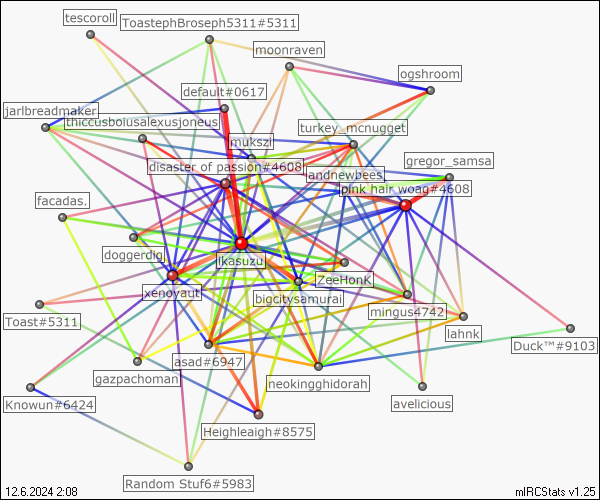 tescoroll
ToastephBroseph5311#5311
moonraven
ogshroom
default#0617
jarlbreadmaker
thiccusboiusalexusjoneus
turkey_mcnugget
mukszi
gregor_samsa
disaster of passion#4608
landnewbees
pink hair woag#4608
facadas.
doggerdig
ikasuzu
ZeeHonK
xenoyaut
bigcitysamurai
mingus4742
Toast#5311
lahnk
Duck™#9103
asad#6947
gazpachoman
neokingghidorah
Knowun#6424
avelicious
Heighleaigh#8575
Random Stuf6#5983
12.6.2024 2:08
mIRCStats v1.25